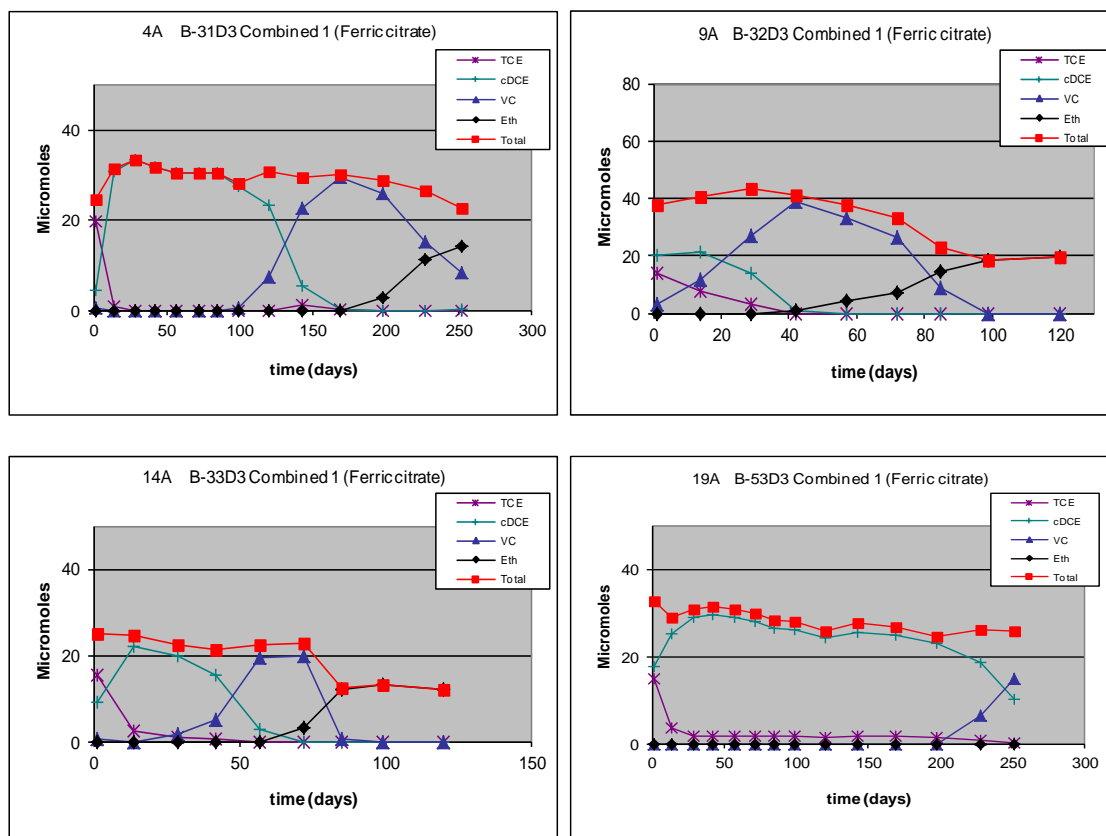 4A B-31D3 Combined 1 (Ferric citrate)
TCE
cDCE
VC
Eth
Total
40
20
0
0 50 100 150 200 250 300
Micromoles
time (days)
9A B-32D3 Combined 1 (Ferric citrate)
TCE
cDCE
VC
Eth
Total
80
60
40
20
0
0 20 40 60 80 100 120
Micromoles
time (days)
14A B-33D3 Combined 1 (Ferric citrate)
TCE
cDCE
VC
Eth
Total
40
20
0
0 50 100 150
Micromoles
time (days)
19A B-53D3 Combined 1 (Ferric citrate)
TCE
cDCE
VC
Eth
Total
40
20
0
0 50 100 150 200 250 300
Micromoles
time (days)